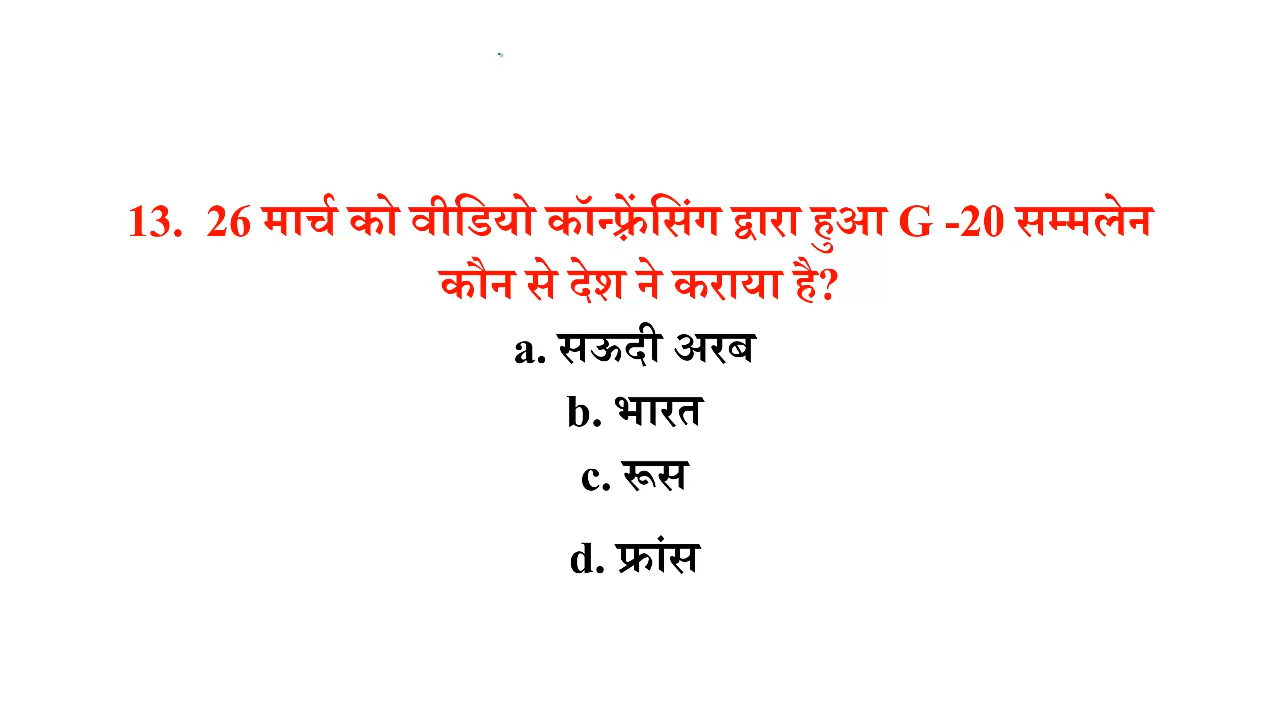 13. 26 मार्च को वीडियो कॉन्फ़्रेंसिंग द्वारा हुआ G -20 सम्मलेन
कौन से देश ने कराया है?
a. सऊदी अरब
b. भारत
c. रूस
d. फ्रांस